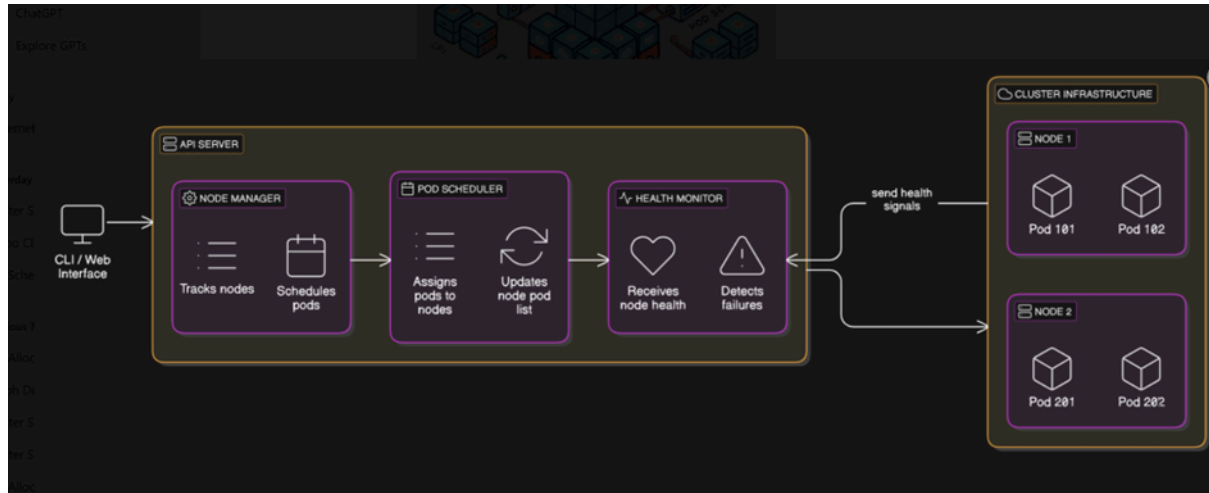 ChatGPT
Explore GPTs
CLI / Web
Interface
API SERVER
NODE MANAGER
Tracks nodes
Schedules
pods
POD SCHEDULER
Assigns
pods to
nodes
Updates
node pod
list
HEALTH MONITOR
Receives
node health
Detects
failures
send health
signals
CLUSTER INFRASTRUCTURE
NODE 1
Pod 101
Pod 102
NODE 2
Pod 201
Pod 202